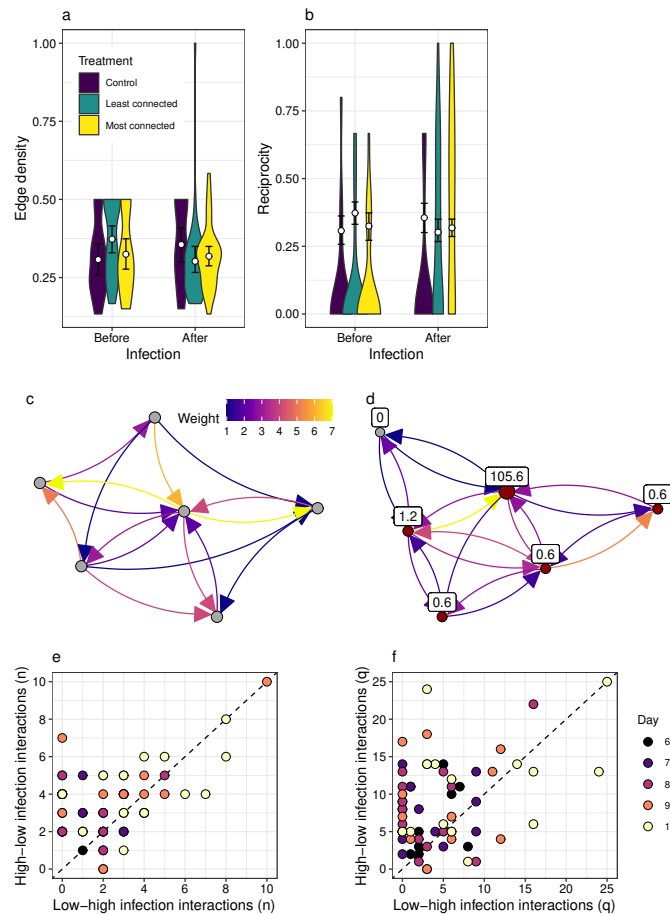 a
b
1.00
0.75
0.50
0.25
Edge density
Treatment
Control
Least connected
Most connected
Before
After
Infection
1.00
0.75
0.50
0.25
0.00
Reciprocity
Before
After
Infection
c
d
Weight
1 2 3 4 5 6 7
0
105.6
0.6
1.2
0.6
0.6
e
f
10
8
6
4
2
0
High−low infection interactions (n)
0 2 4 6 8 10
Low−high infection interactions (n)
25
20
15
10
5
0
High−low infection interactions (q)
0 5 10 15 20 25
Low−high infection interactions (q)
Day
6
7
8
9
1